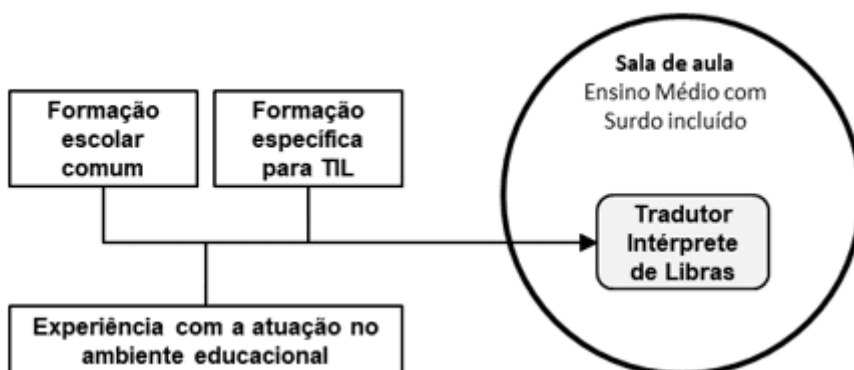 Formação
escolar
comum
Formação
específica
para TIL
Experiência com a atuação no
ambiente educacional
Sala de aula
Ensino Médio com
Surdo incluído
Tradutor
Intérprete
de Libras